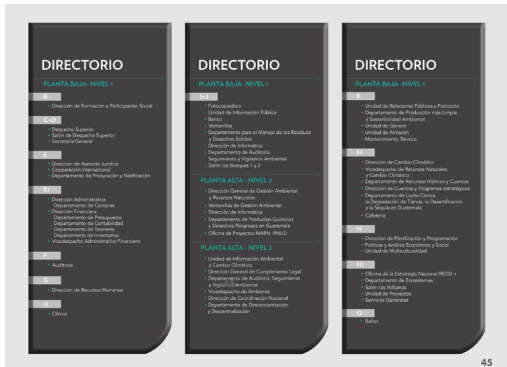 DIRECTORIO
PLANTA BAJA- NIVEL 1
B
• Dirección de Formación y Participación Social
C+D
• Despacho Superior
• Salón de Despacho Superior
• Secretaria General
E
• Dirección de Asesoría Jurídica
• Cooperación Internacional
• Departamento de Procuración y Notificación
• Dirección Administrativa
Departamento de Compras
• Dirección Financiera
Departamento de Presupuesto
Departamento de Contabilidad
Departamento de Tesorería
Departamento de Inventarios
• Vicedespacho Administrativo Financiero
F
• Auditoría
G
• Dirección de Recursos Humanos
H
• Clínica
DIRECTORIO
PLANTA BAJA -NIVEL 1
I+J
• Fotocopiadora
• Unidad de Información Pública
• Banco
• Ventanillas
• Departamento para el Manejo de los Residuos
y Desechos Sólidos
• Dirección de Informática
• Departamento de Auditoría,
Seguimiento y Vigilancia Ambiental
• Salón los Bosques 1 y 2
PLANTA ALTA - NIVEL 2
• Dirección General de Gestión Ambiental
y Recursos Naturales
• Ventanillas de Gestión Ambiental
• Dirección de Informática
• Departamento de Productos Químicos
y Desechos Peligrosos en Guatemala
• Oficina de Proyectos MARN -PNUD
PLANTA ALTA - NIVEL 3
• Unidad de Información Ambiental
y Cambio Climático
• Dirección General de Cumplimiento Legal
• Departamento de Auditoría, Seguimiento
y Vigilancia Ambiental
• Vicedespacho de Ambiente
• Dirección de Coordinación Nacional
• Departamento de Desconcentración
y Descentralización
DIRECTORIO
PLANTA BAJA -NIVEL 1
K
• Unidad de Relaciones Públicas y Protocolo
• Departamento de Producción más Limpia
y Sostenibilidad Ambiental
• Unidad de Género
• Unidad de Almacén
• Mantenimiento Técnico
M
• Dirección de Cambio Climático
• Vicedespacho de Recursos Naturales
y Cambio Climático
• Departamento de Recursos Hídricos y Cuencas
• Dirección de Cuencas y Programas estratégicos
• Departamento de Lucha Contra
la Degradación de Tierras, la Desertificación
y la Sequía en Guatemala
• Cafetería
N
• Dirección de Planificación y Programación
• Políticas y Análisis Económico y Social
• Unidad de Multiculturalidad
• Oficina de la Estrategia Nacional REDD +
• Departamento de Ecosistemas
• Salón los Volcanes
• Unidad de Proyectos
• Servicios Generales
O
• Baños
45